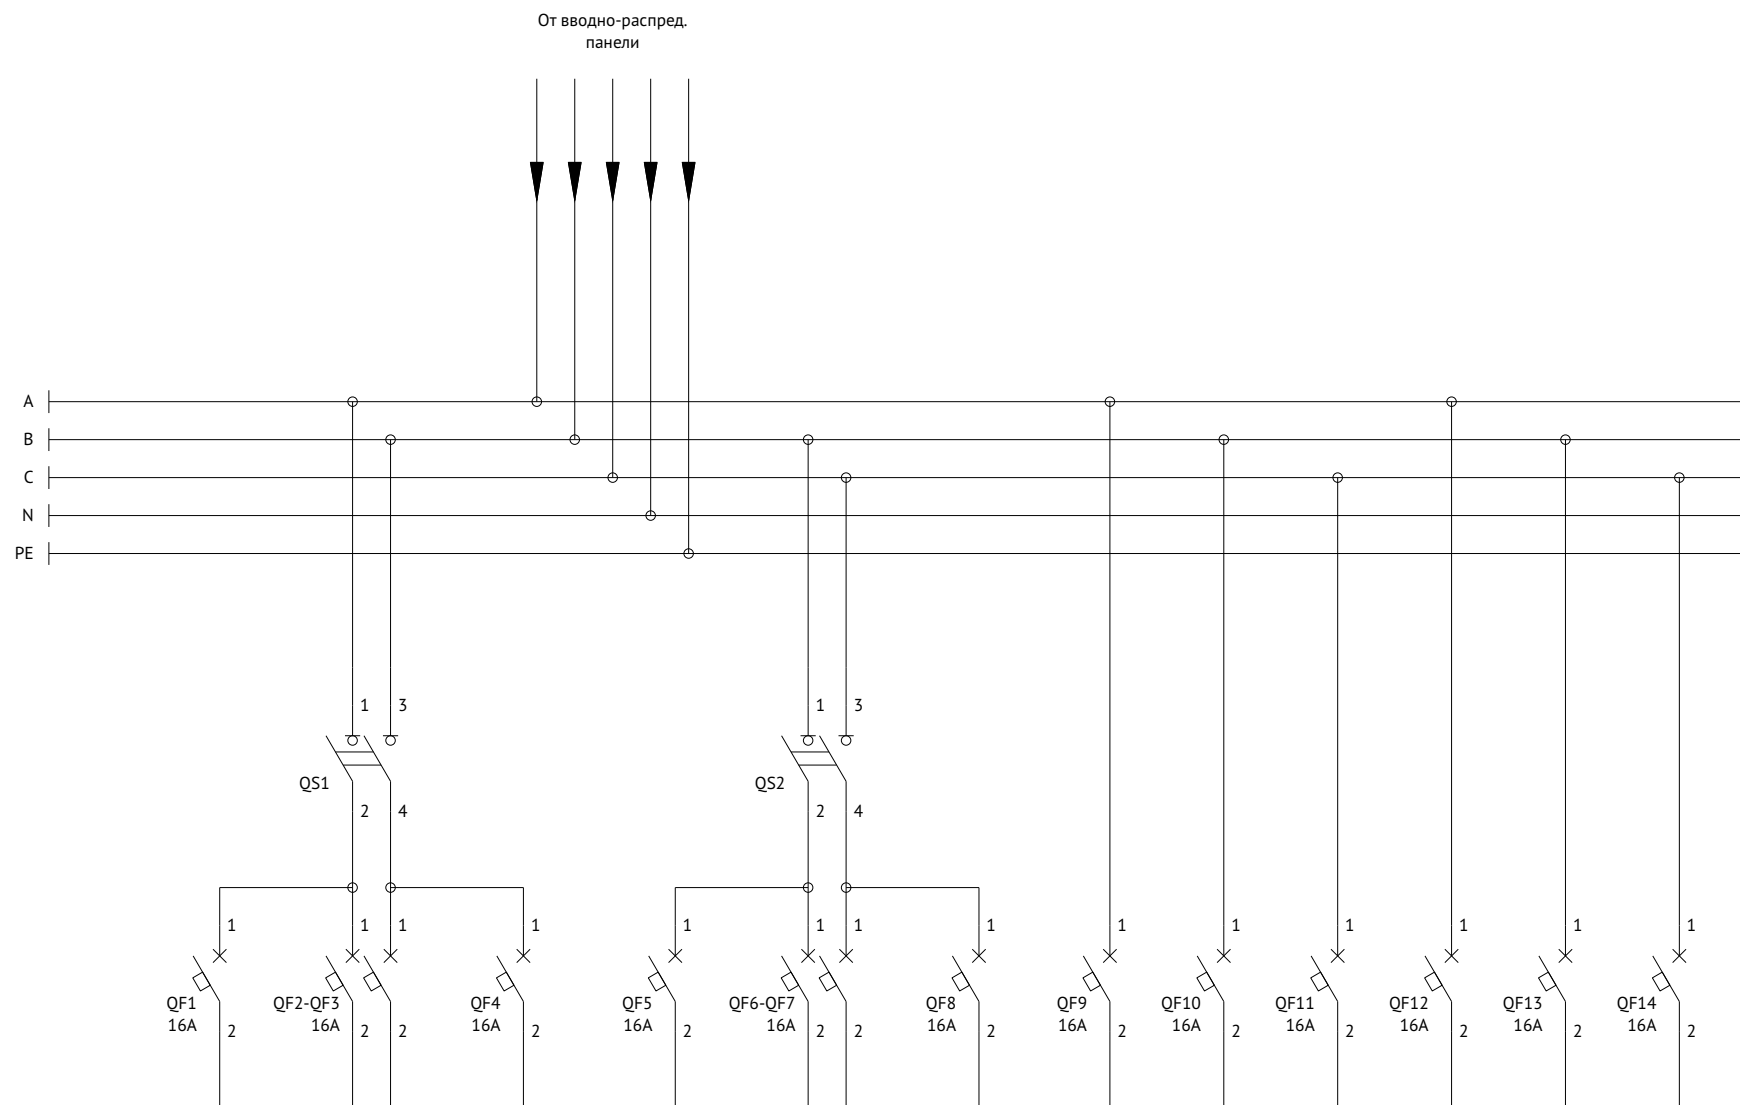 От вводно-распред.
панели
A
B
C
N
PE
1 3 1 3
QS1 QS2
2 4 2 4
1 1 1 1 1 1 1 1 1 1 1 1 1 1
QF1 QF2-QF3 QF4 QF5 QF6-QF7 QF8 QF9 QF10 QF11 QF12 QF13 QF14
16A 16A 16A 16A 16A 16A 16A 16A 16A 16A 16A 16A
2 2 2 2 2 2 2 2 2 2 2 2 2 2